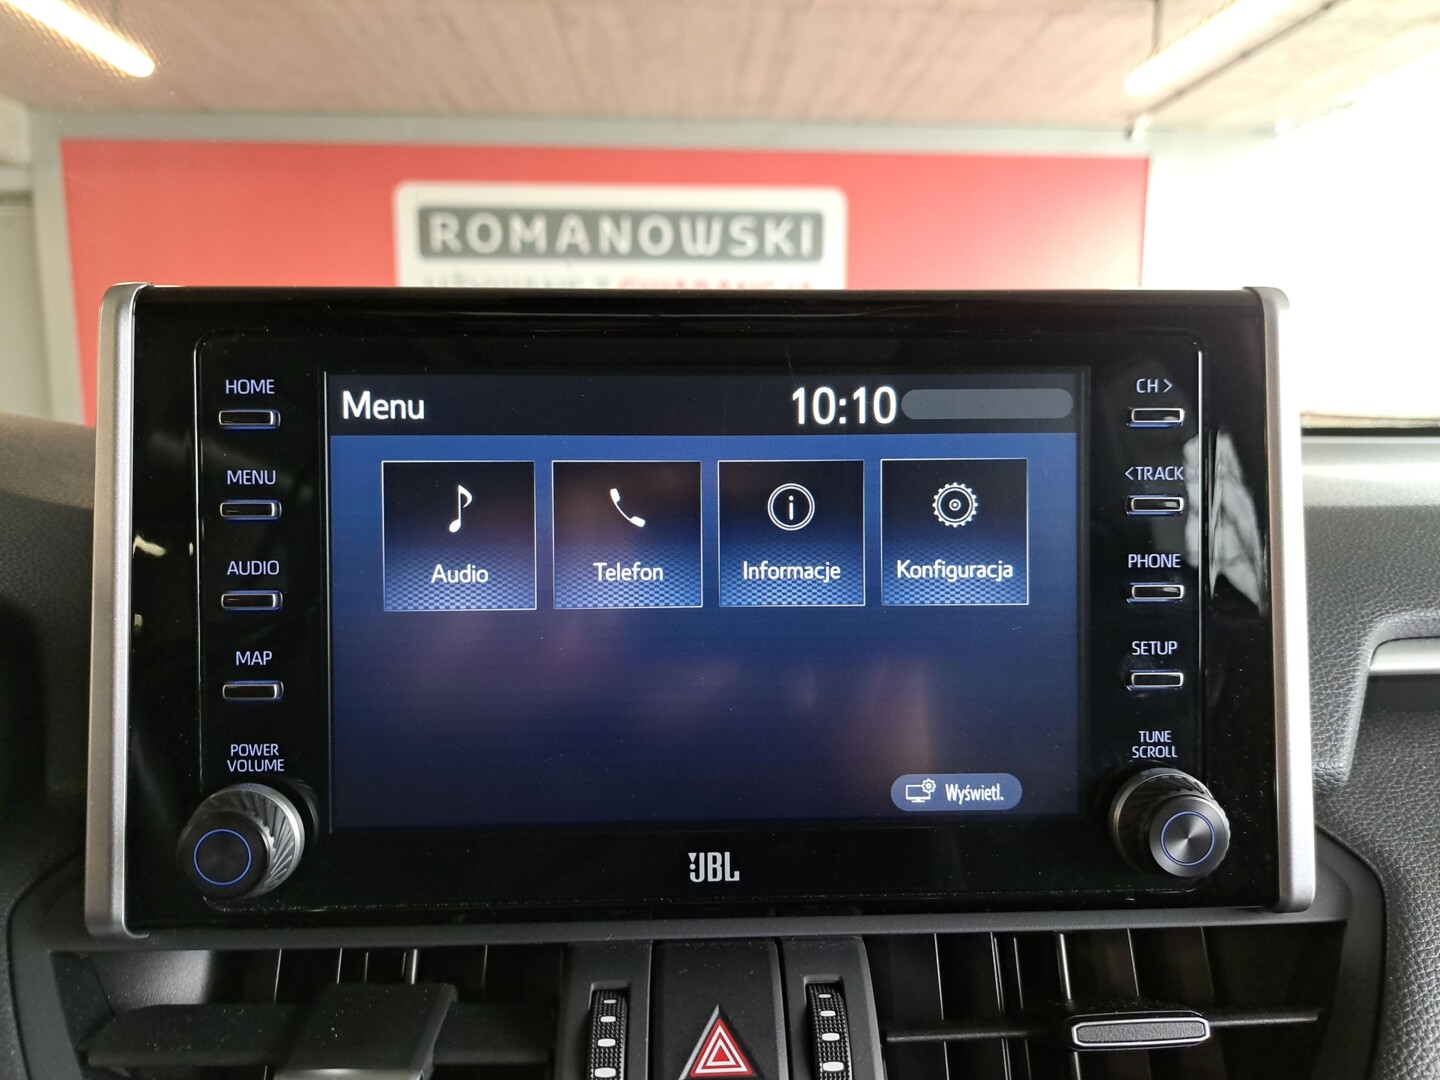 ROMANOWSKI
HOME
MENU
AUDIO
MAP
POWER
VOLUME
Menu
10:10
Audio
Telefon
Informacje
Konfiguracja
Wyświetl.
JBL
CH >
<TRACK
PHONE
SETUP
TUNE
SCROLL